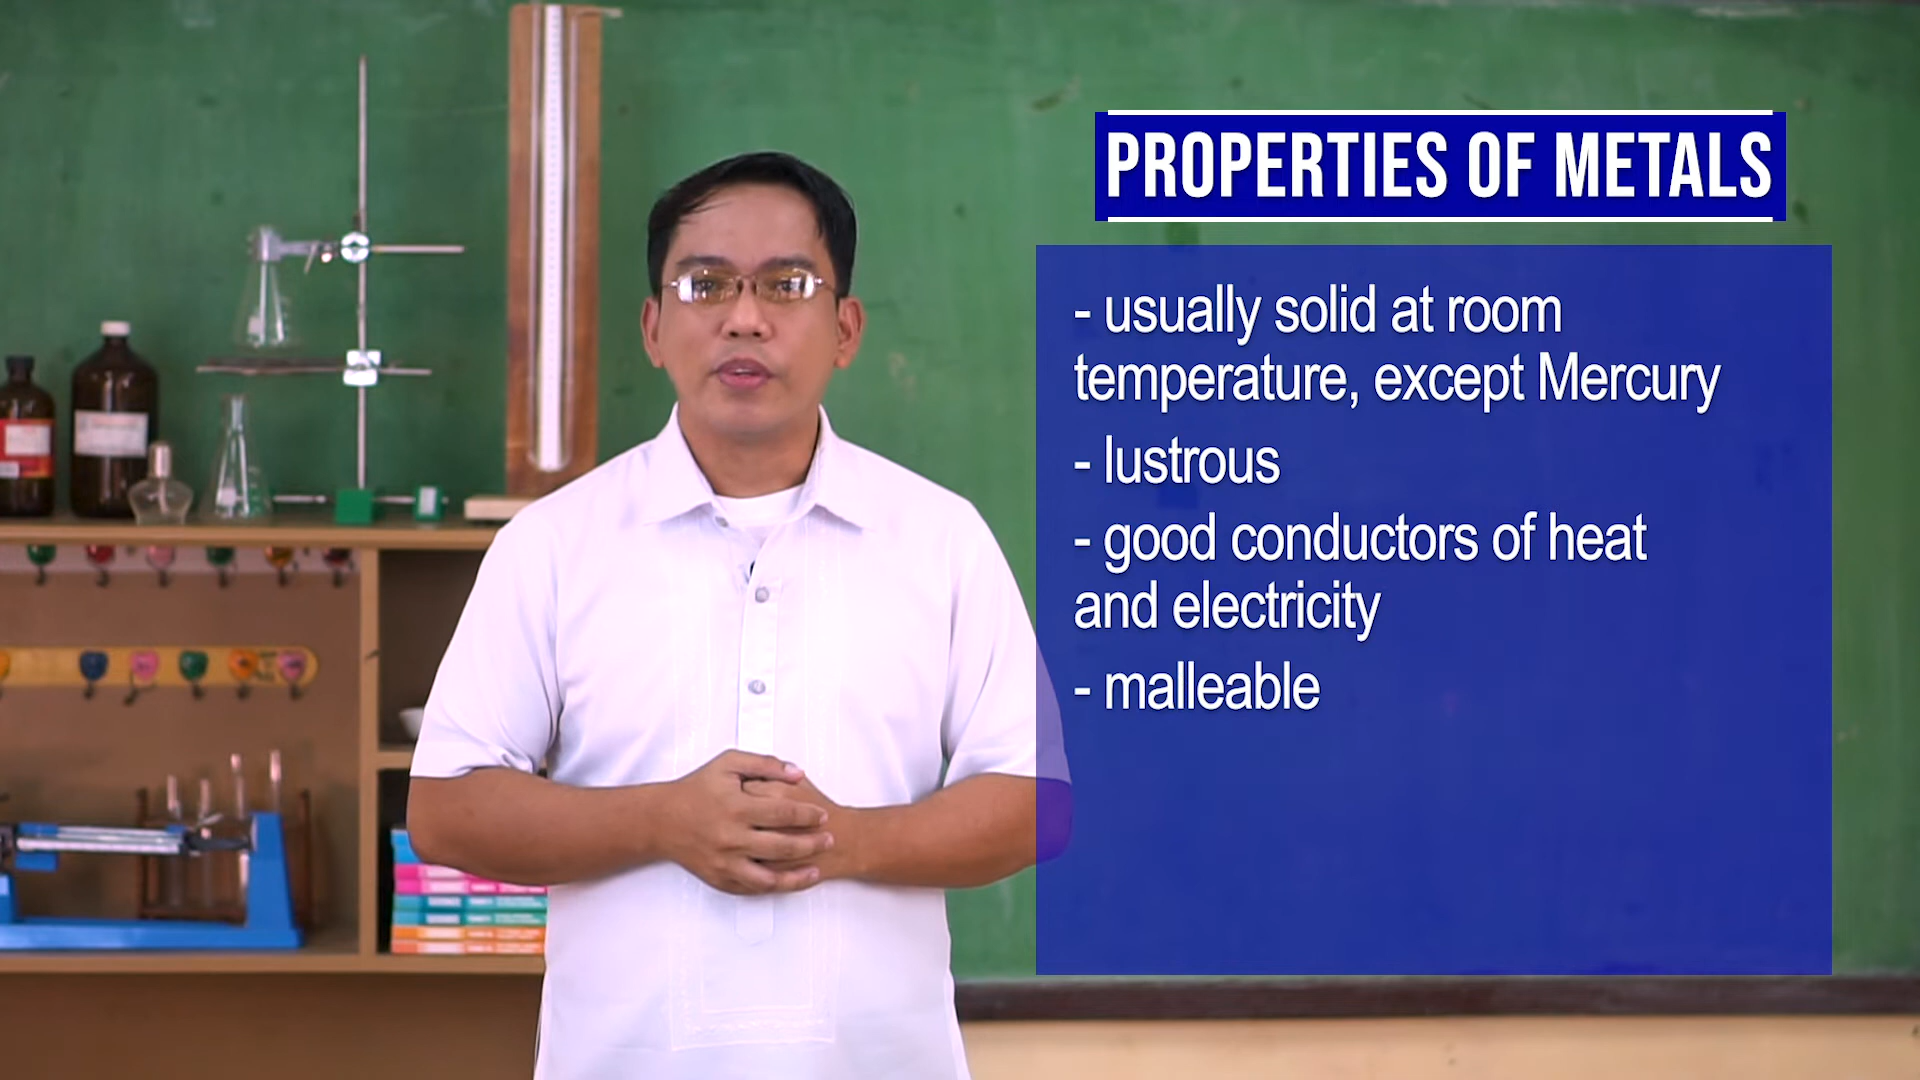 PROPERTIES OF METALS
- usually solid at room
temperature, except Mercury
- lustrous
- good conductors of heat
and electricity
- malleable